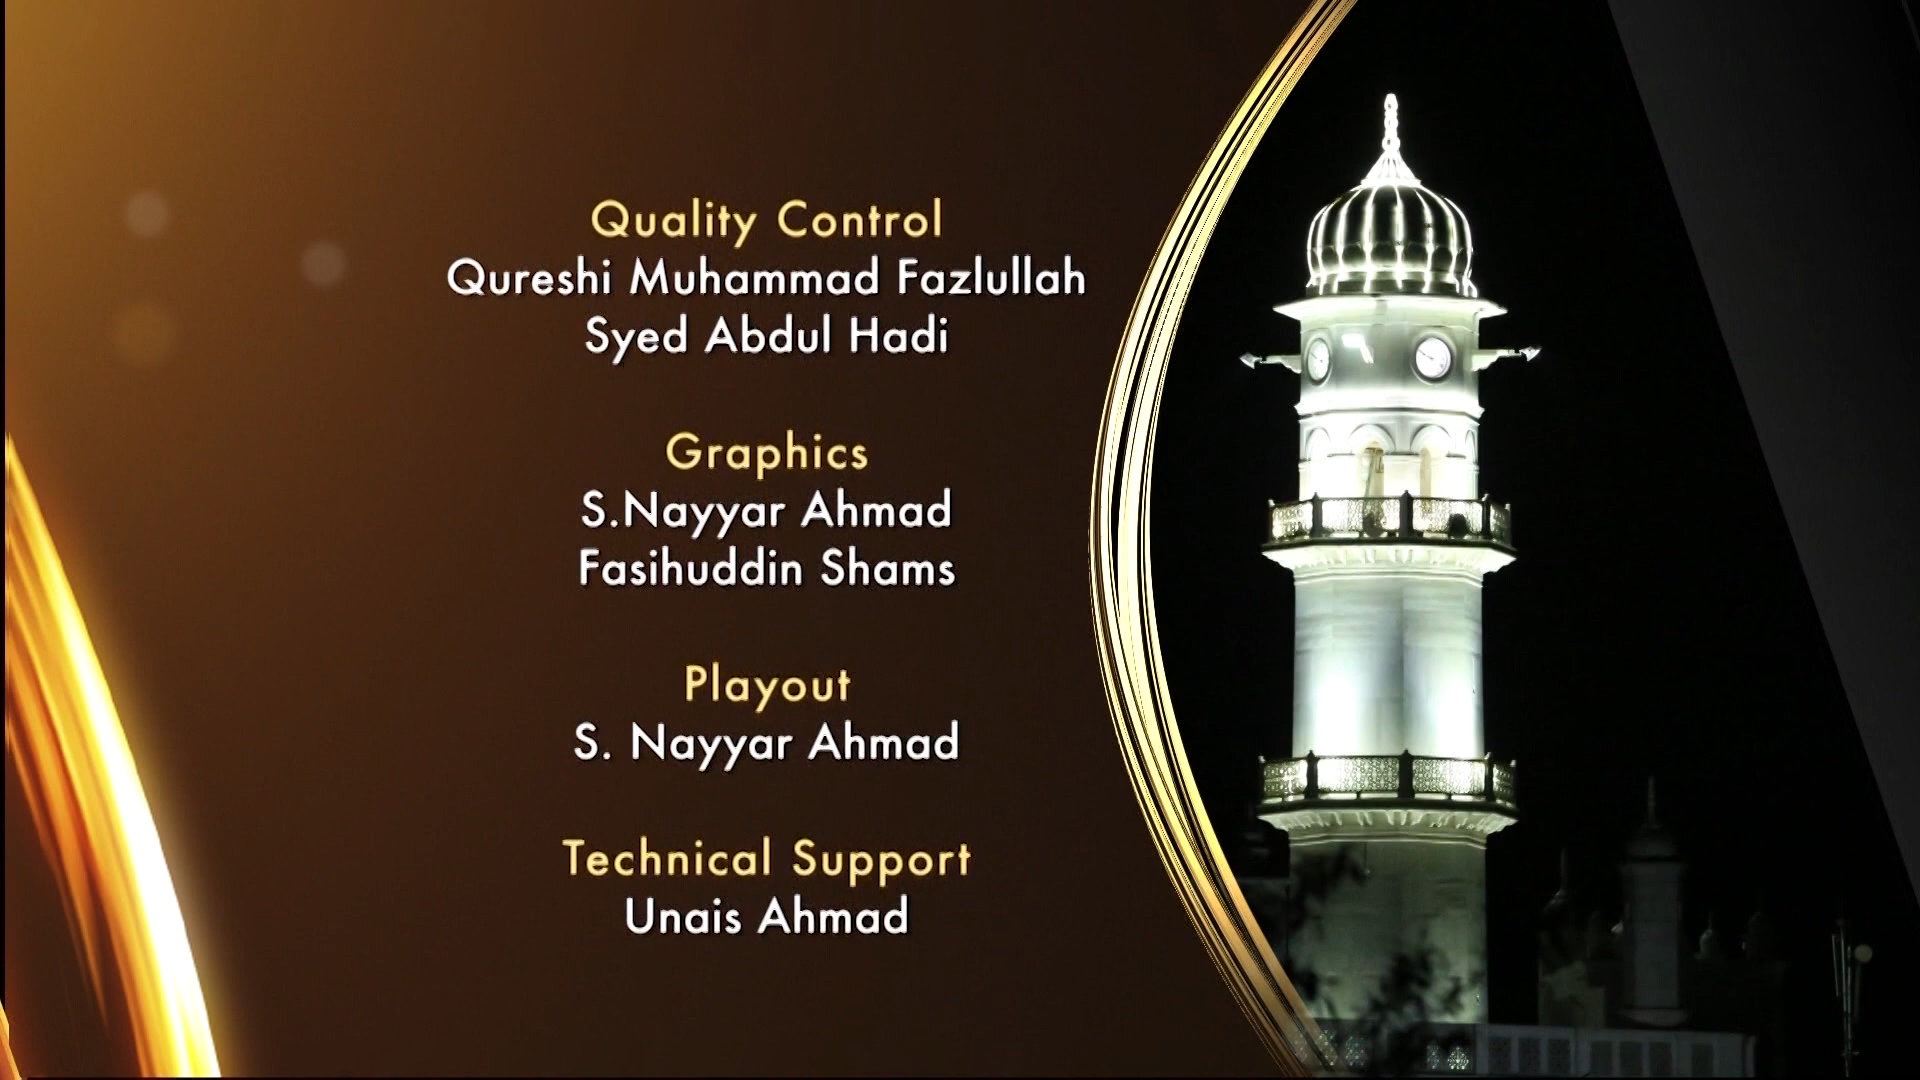 Quality Control
Qureshi Muhammad Fazlullah
Syed Abdul Hadi
Graphics
S.Nayyar Ahmad
Fasihuddin Shams
Playout
S. Nayyar Ahmad
Technical Support
Unais Ahmad